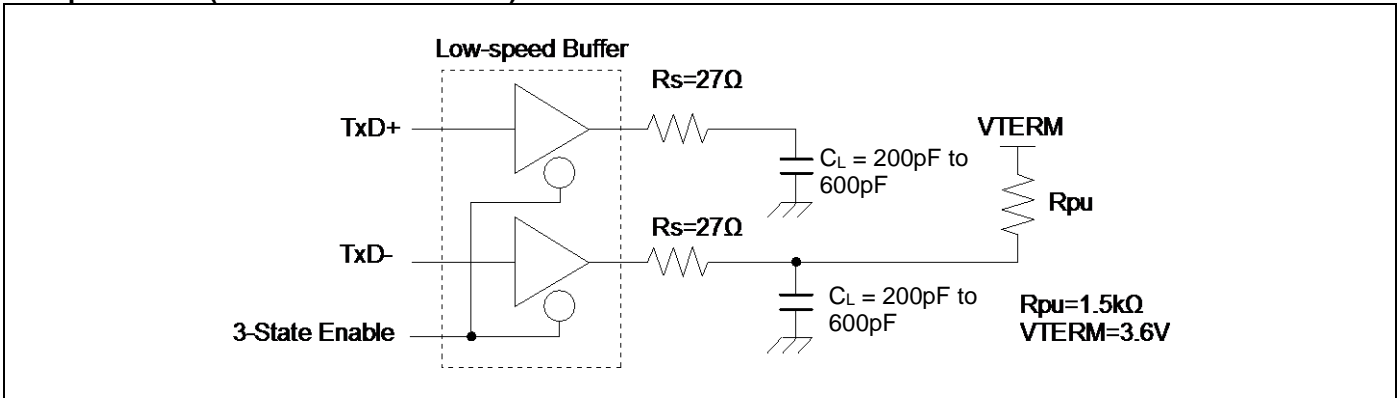 Low-speed Buffer
Rs=27Ω
TxD+
VTERM
CL = 200pF to
600pF
Rpu
Rs=27Ω
TxD-
CL = 200pF to
600pF
Rpu=1.5kΩ
VTERM=3.6V
3-State Enable